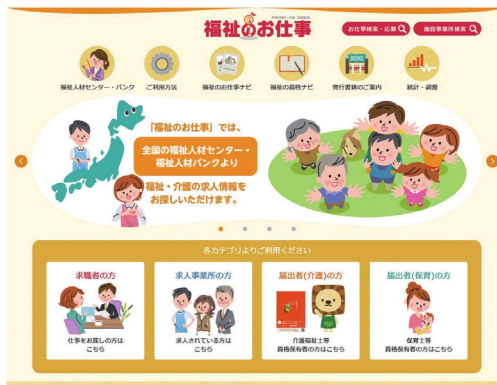 福祉のお仕事
お仕事検索・応募
施設事業所検索
福祉人材センター・バンク
ご利用方法
福祉のお仕事ナビ
福祉の資格ナビ
発行書籍のご案内
統計・調査
BOOKS
「福祉のお仕事」では、
全国の福祉人材センター・
福祉人材バンクより
福祉・介護の求人情報を
お探しいただけます。
各カテゴリよりご利用ください
求職者の方
仕事をお探しの方は
こちら
求人事業所の方
求人されている方は
こちら
届出者(介護)の方
介護福祉士等
資格保有者の方はこちら
届出者(保育)の方
保育士等
資格保有者の方はこちら